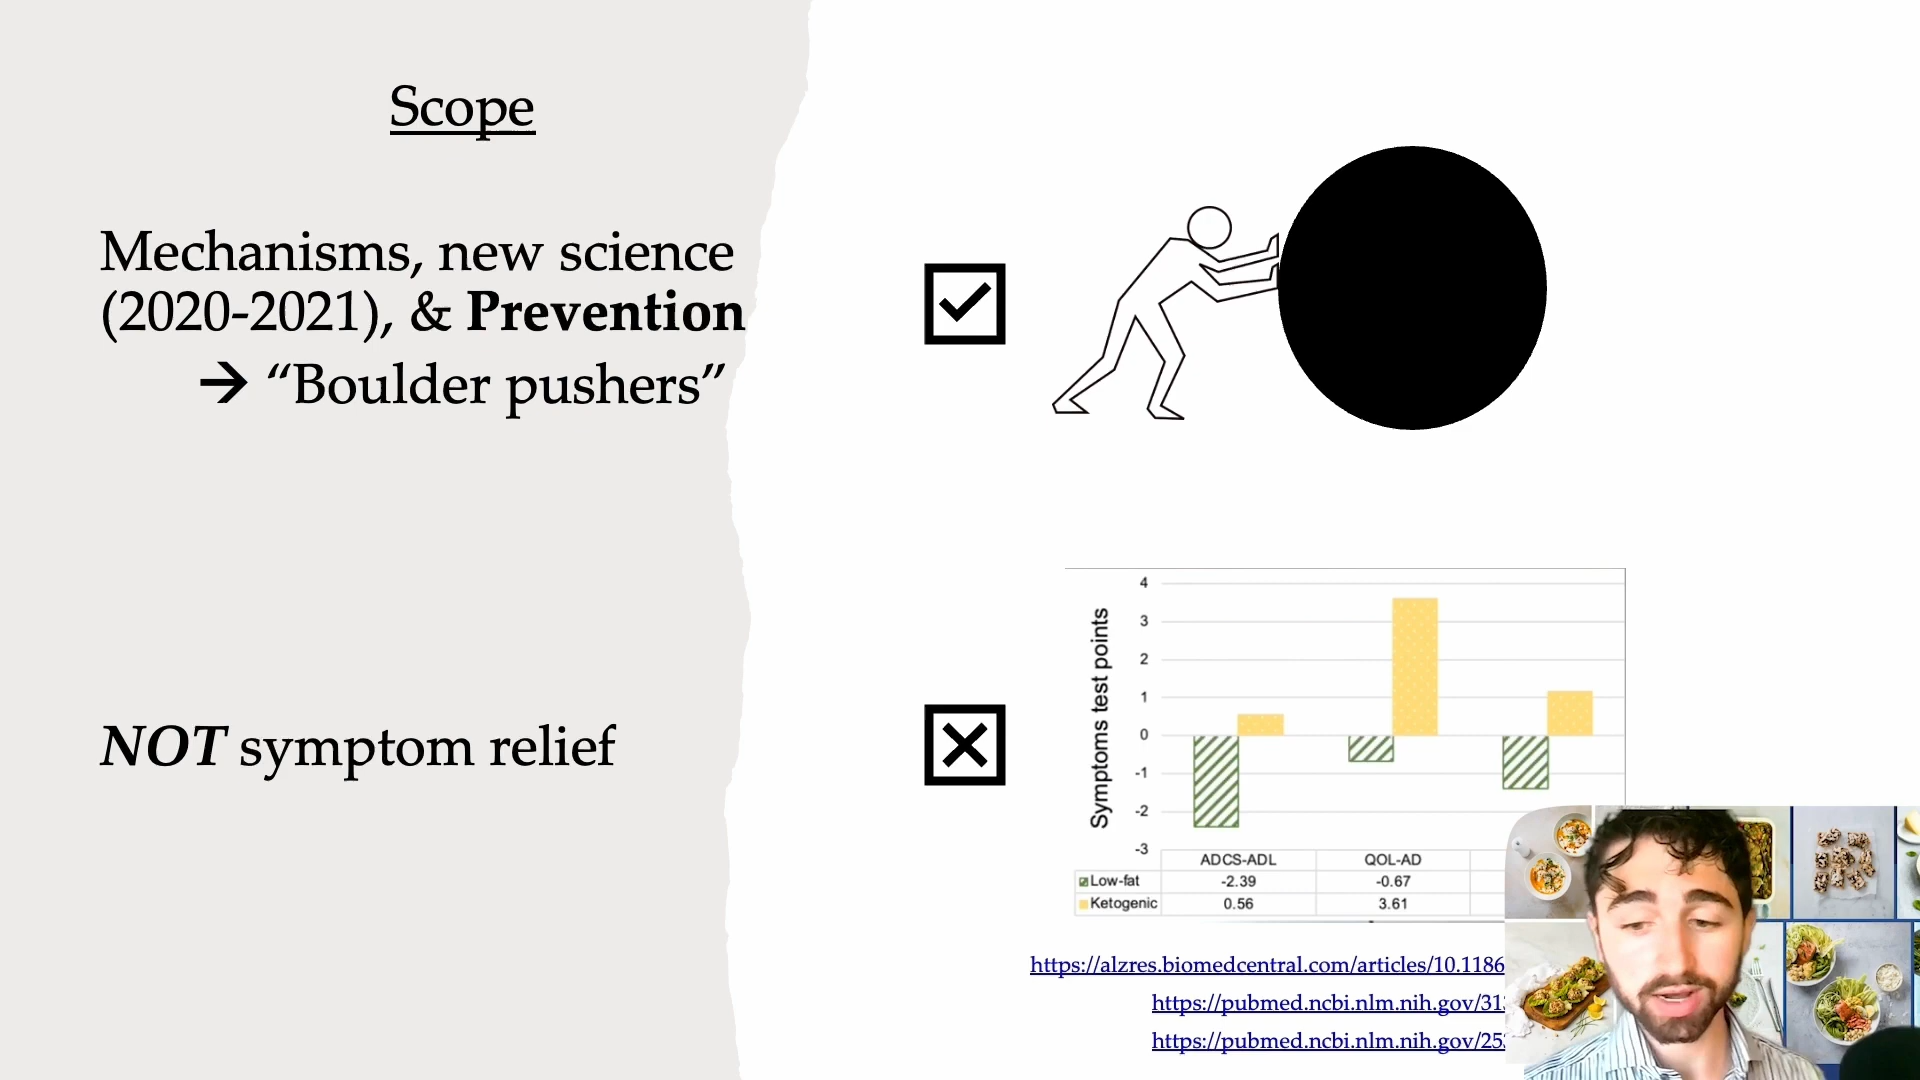 Scope
Mechanisms, new science
(2020-2021), & Prevention
→ “Boulder pushers”
NOT symptom relief
Symptoms test points
4
3
2
1
0
-1
-2
-3
ADCS-ADL QOL-AD
Low-fat -2.39 -0.67
Ketogenic 0.56 3.61
https://alzres.biomedcentral.com/articles/10.1186
https://pubmed.ncbi.nlm.nih.gov/31
https://pubmed.ncbi.nlm.nih.gov/25